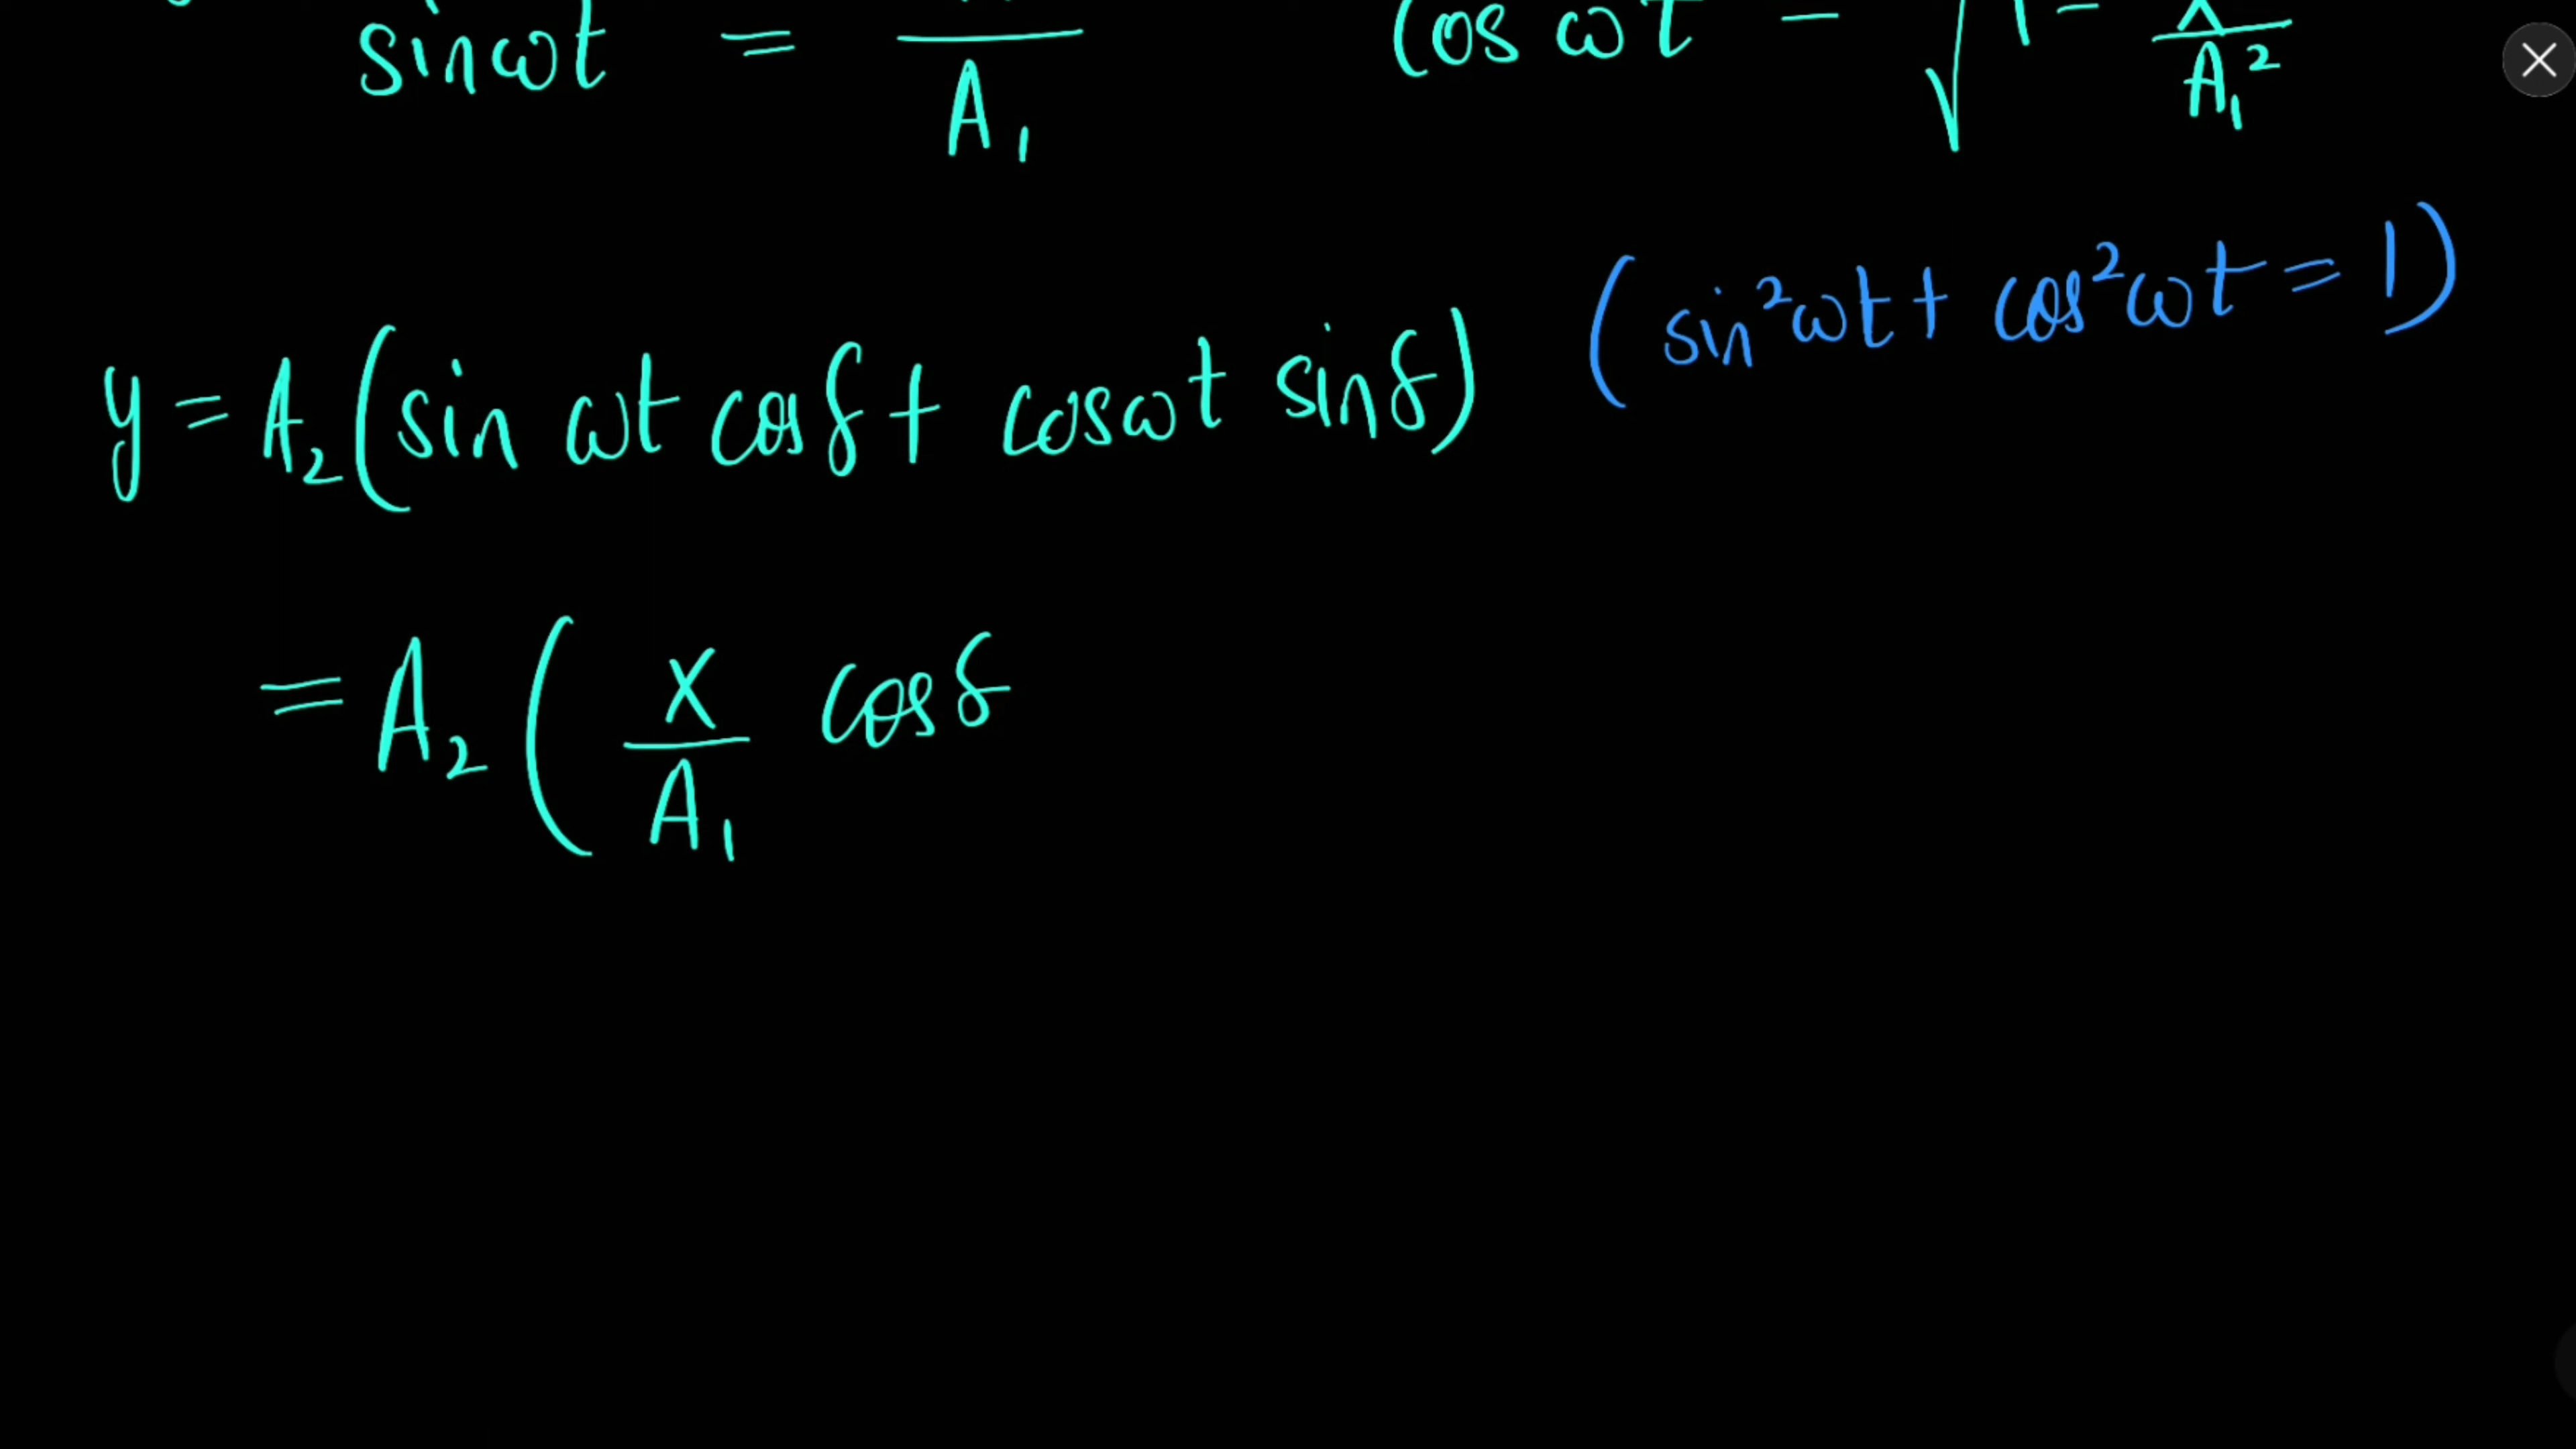 sinωt = x/A₁   cos ωt = √1 - x/A₁²
(sin²ωt + cos²ωt = 1)
y = A₂(sin ωt cosδ + cosωt sinδ)
= A₂( x/A₁ cosδ